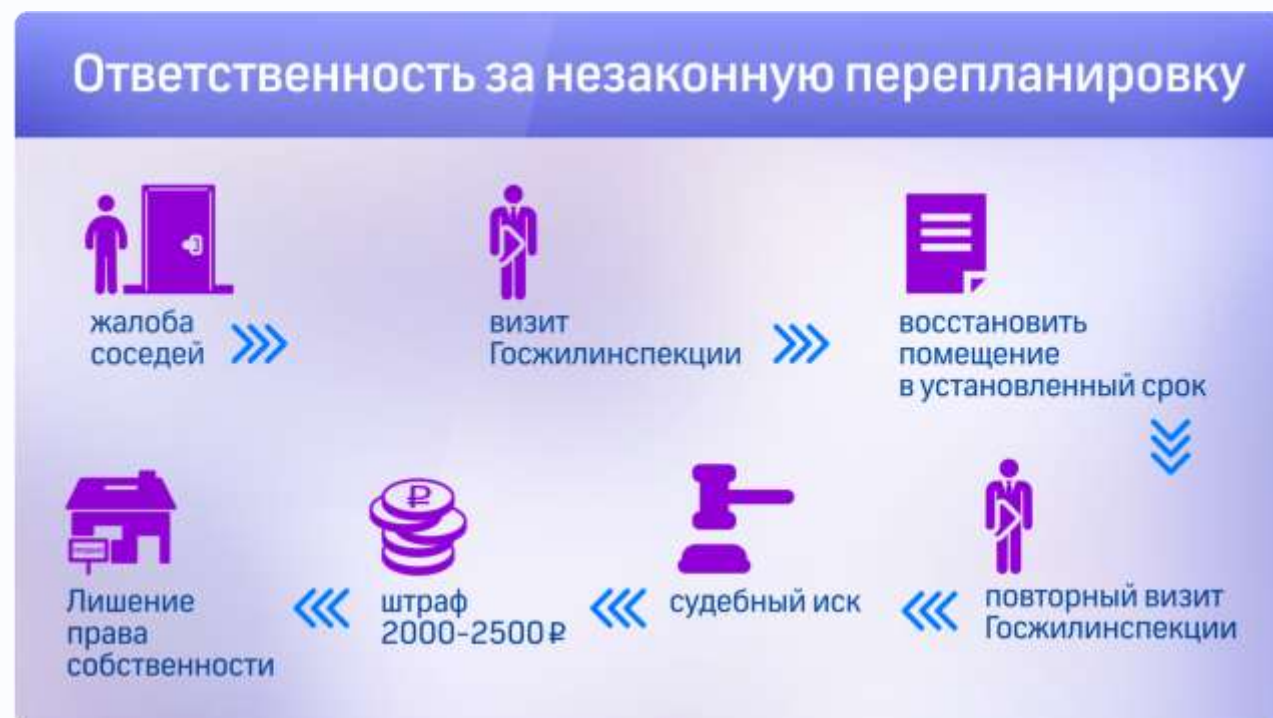 Ответственность за незаконную перепланировку
жалоба
соседей
визит
Госжилинспекции
восстановить
помещение
в установленный срок
повторный визит
Госжилинспекции
судебный иск
штраф
2000-2500₽
Лишение
права
собственности